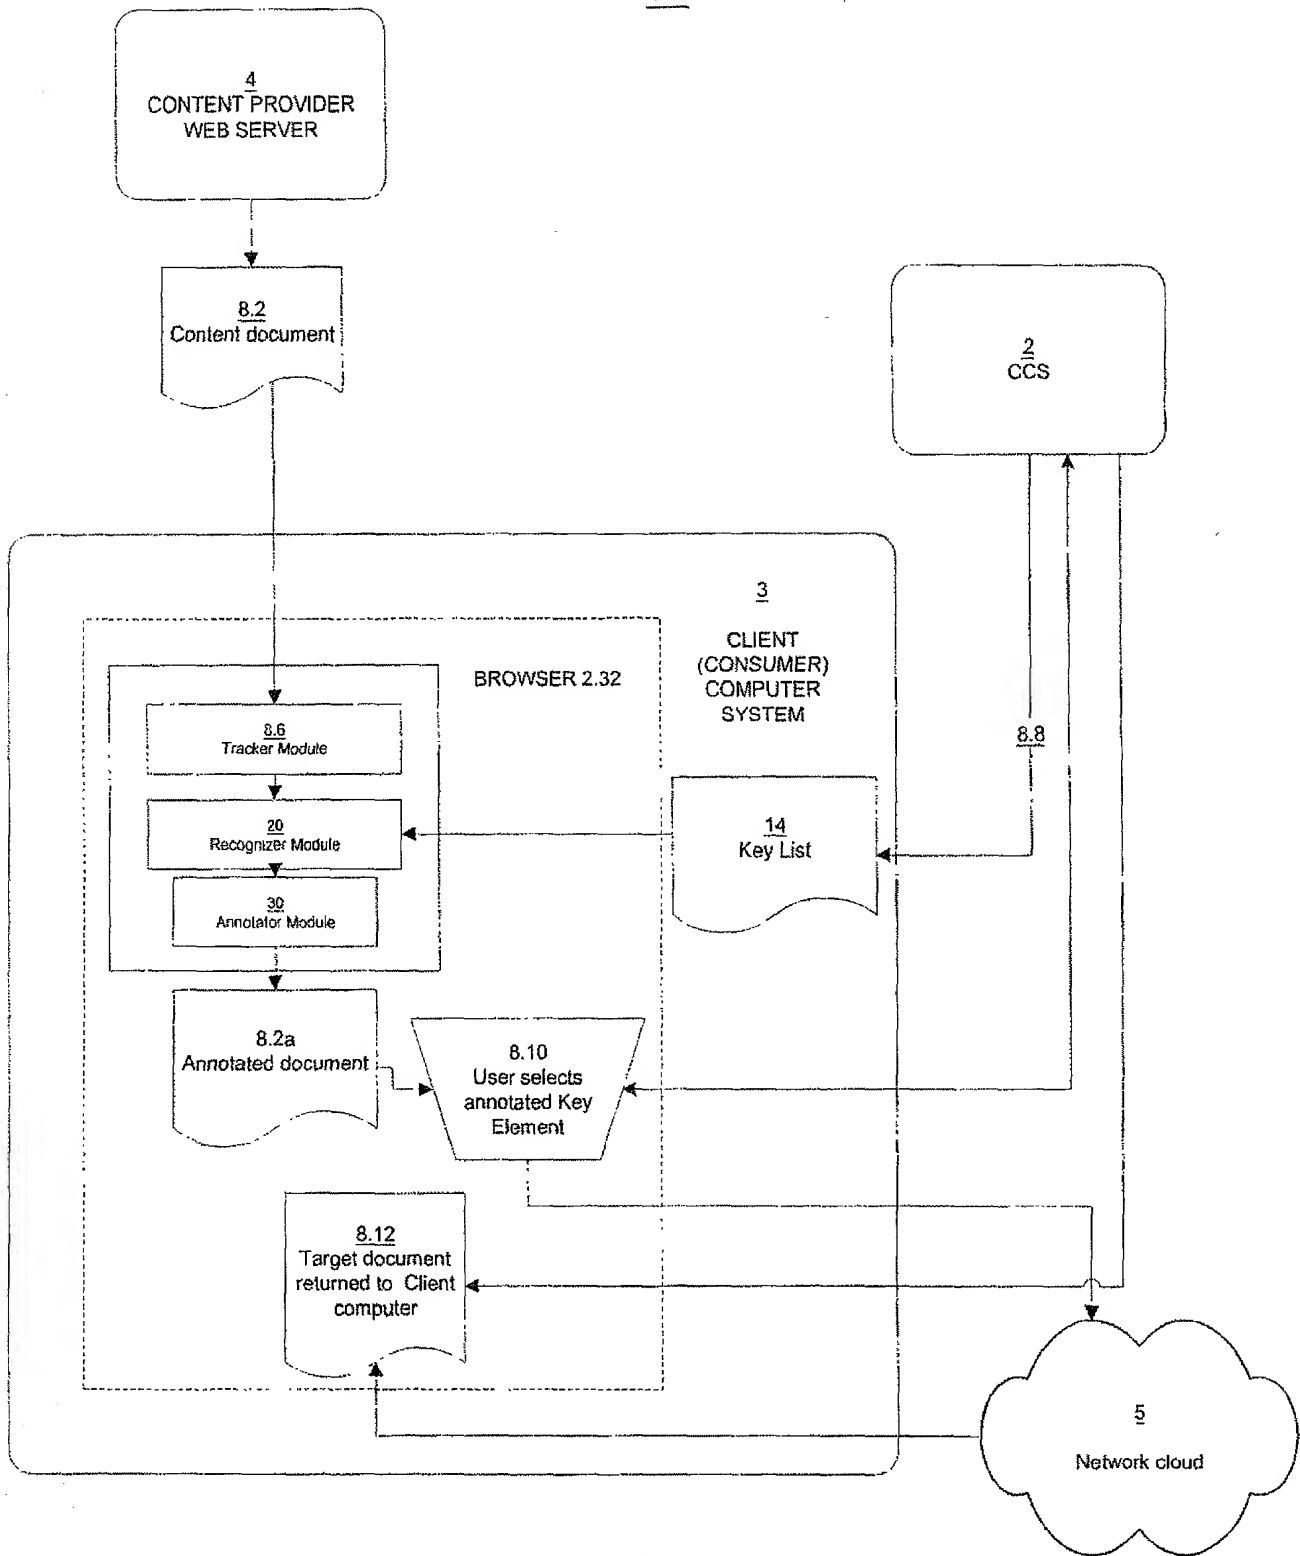 4
CONTENT PROVIDER
WEB SERVER
8.2
Content document
2
CCS
3
CLIENT
(CONSUMER)
COMPUTER
SYSTEM
BROWSER 2.32
8.6
Tracker Module
8.8
20
Recognizer Module
14
Key List
30
Annotator Module
8.2a
Annotated document
8.10
User selects
annotated Key
Element
8.12
Target document
returned to Client
computer
5
Network cloud